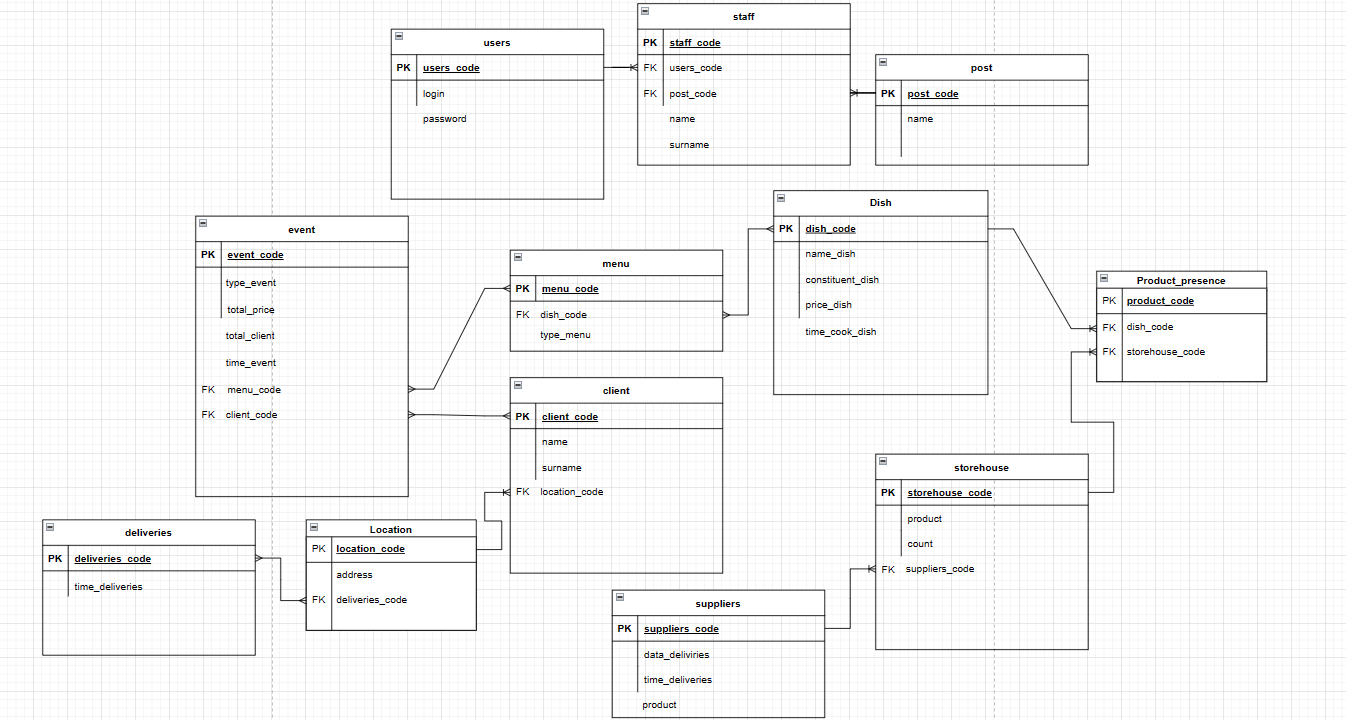 staff
PK staff_code
FK users_code
FK post_code
name
surname
users
PK users_code
login
password
post
PK post_code
name
Dish
PK dish_code
name_dish
constituent_dish
price_dish
time_cook_dish
event
PK event_code
type_event
total_price
total_client
time_event
FK menu_code
FK client_code
menu
PK menu_code
FK dish_code
type_menu
Product_presence
PK product_code
FK dish_code
FK storehouse_code
client
PK client_code
name
surname
FK location_code
storehouse
PK storehouse_code
product
count
FK suppliers_code
deliveries
PK deliveries_code
time_deliveries
Location
PK location_code
address
FK deliveries_code
suppliers
PK suppliers_code
data_deliviries
time_deliveries
product